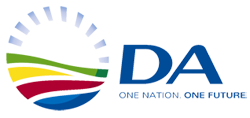 DA
ONE NATION. ONE FUTURE.